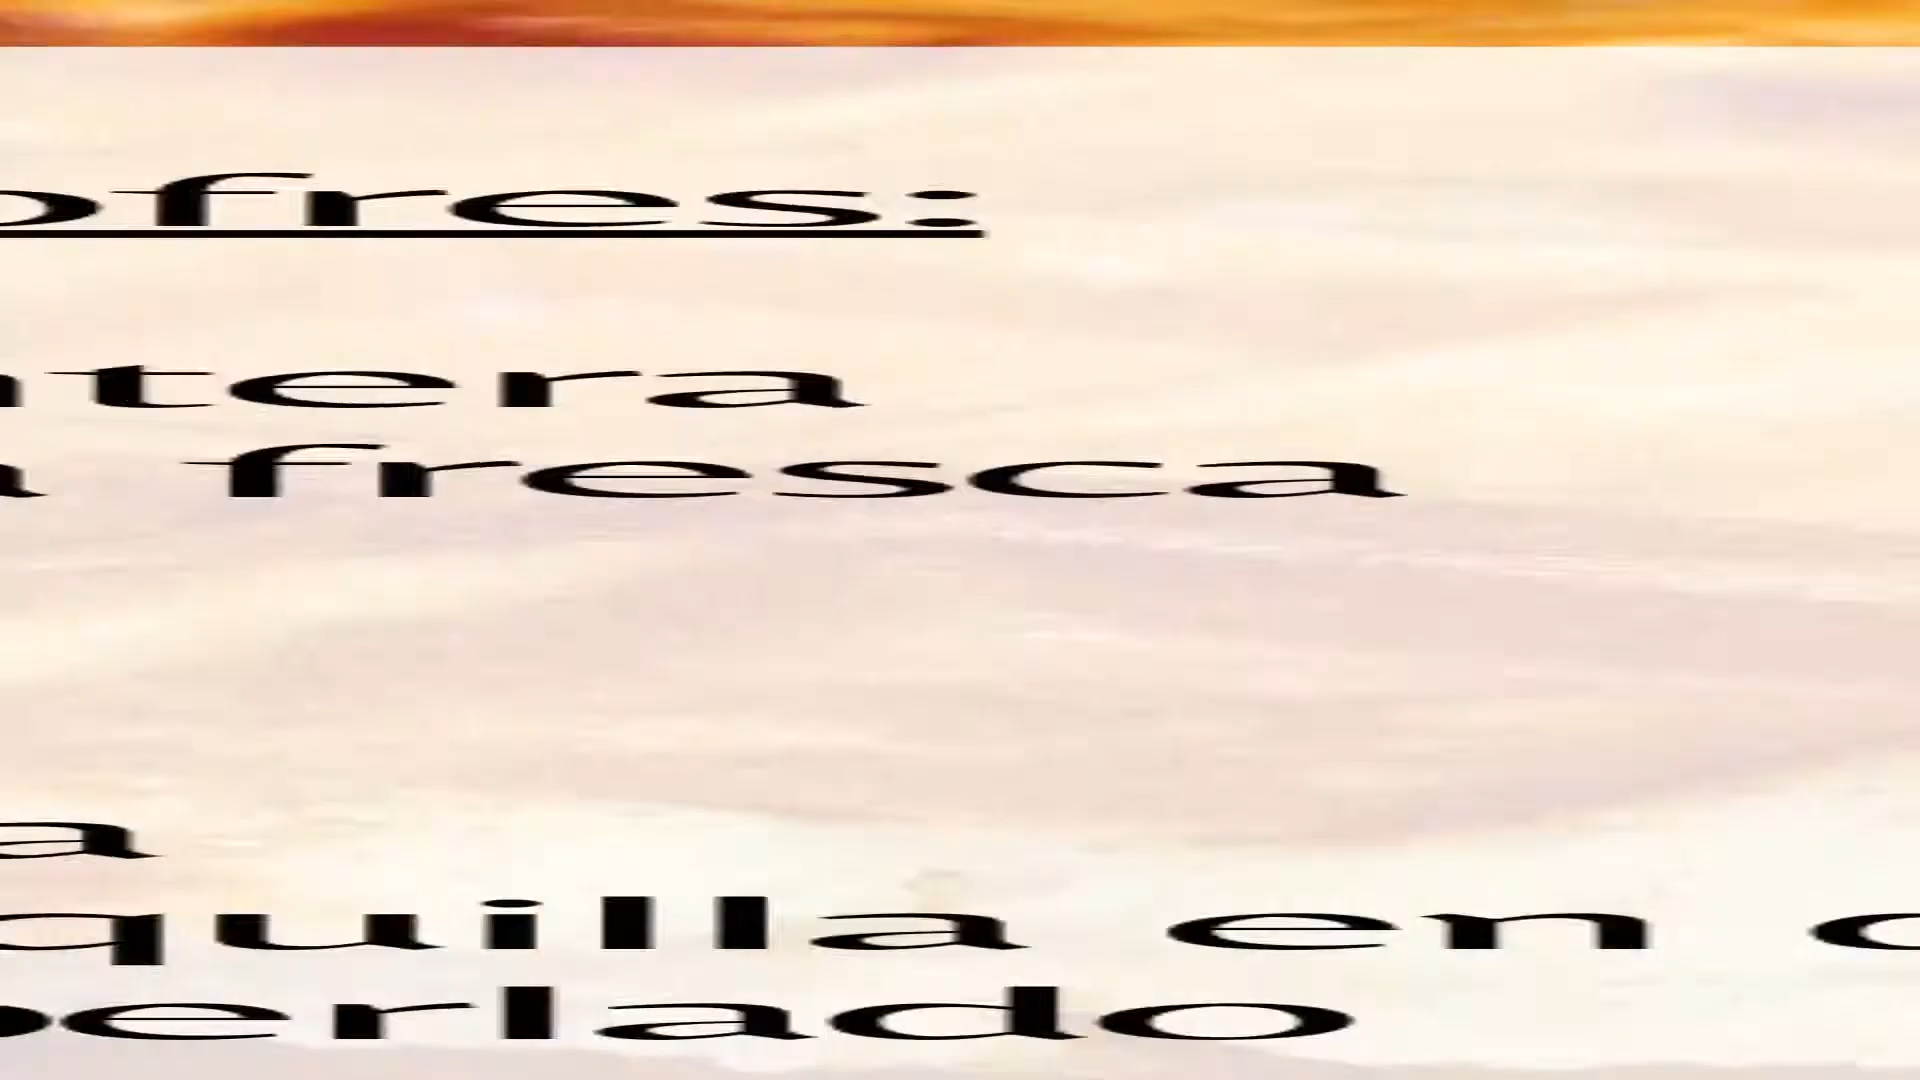 ofres:
ntera
a fresca
a
quilla en
perlado